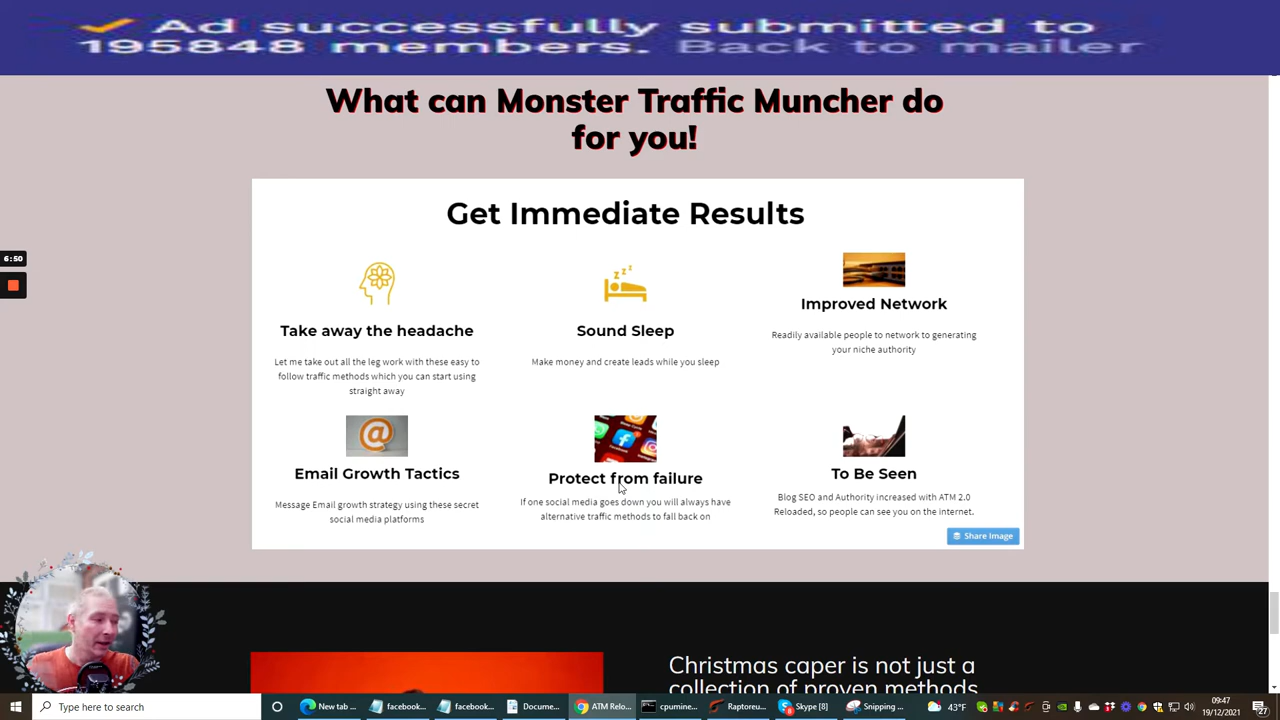 Ad successfully submitted to
195848 members. Back to mailer
What can Monster Traffic Muncher do
for you!
Get Immediate Results
Take away the headache
Let me take out all the leg work with these easy to
follow traffic methods which you can start using
straight away
Sound Sleep
Make money and create leads while you sleep
Improved Network
Readily available people to network to generating
your niche authority
Email Growth Tactics
Message Email growth strategy using these secret
social media platforms
Protect from failure
If one social media goes down you will always have
alternative traffic methods to fall back on
To Be Seen
Blog SEO and Authority increased with ATM 2.0
Reloaded, so people can see you on the internet.
Share Image
6:50
Christmas caper is not just a
collection of proven methods
Type here to search
New tab ...
facebook...
facebook...
Docume...
ATM Relo...
cpumine...
Raptoreu...
Skype [8]
Snipping ...
43°F
09:47
19/12/2021
27